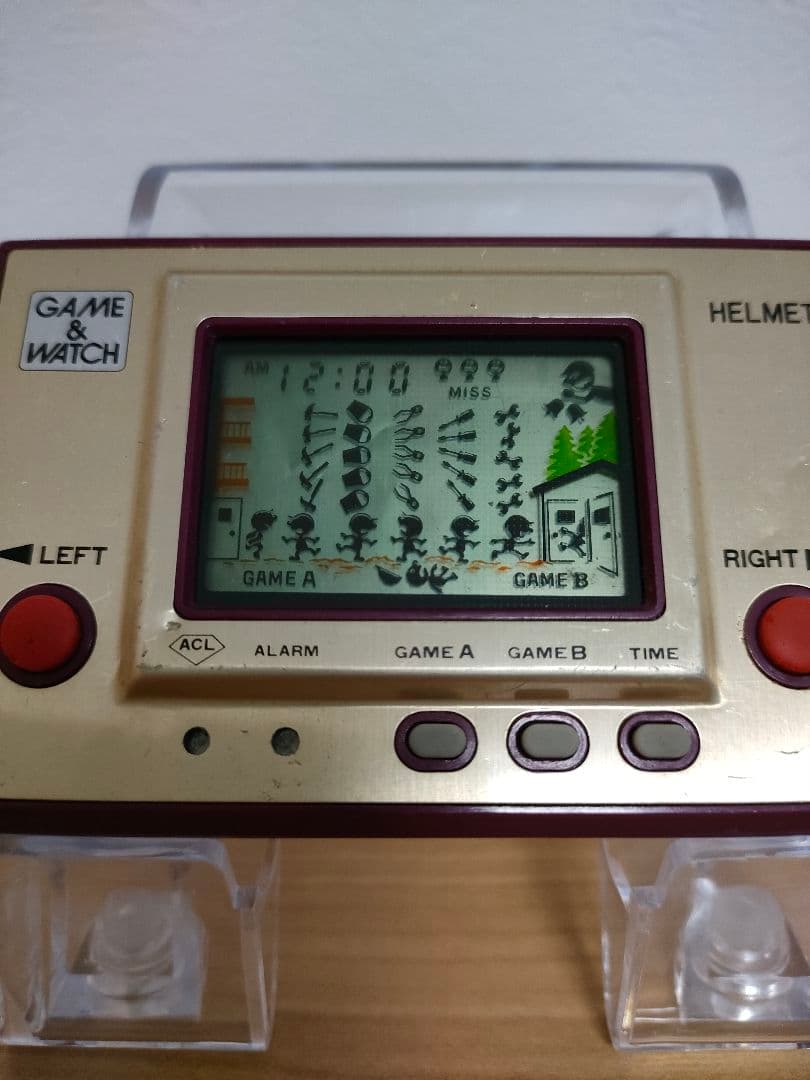 GAME
&
WATCH
HELMET
AM 12:00
MISS
GAME A
GAME B
LEFT
RIGHT
ACL
ALARM
GAME A
GAME B
TIME